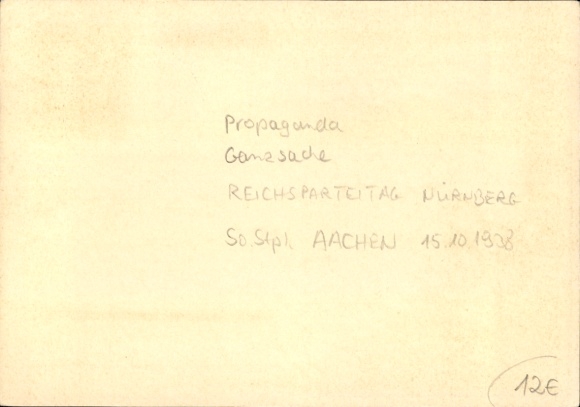 Propaganda
Ganzsache
REICHSPARTEITAG NÜRNBERG
So.Stpl. AACHEN 15.10.1938
12€